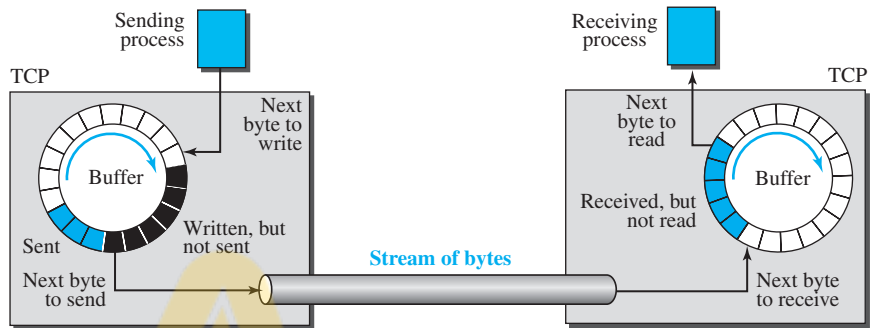 Sending
process
TCP
Next
byte to
write
Buffer
Written, but
not sent
Sent
Next byte
to send
Stream of bytes
Receiving
process
TCP
Next
byte to
read
Buffer
Received, but
not read
Next byte
to receive